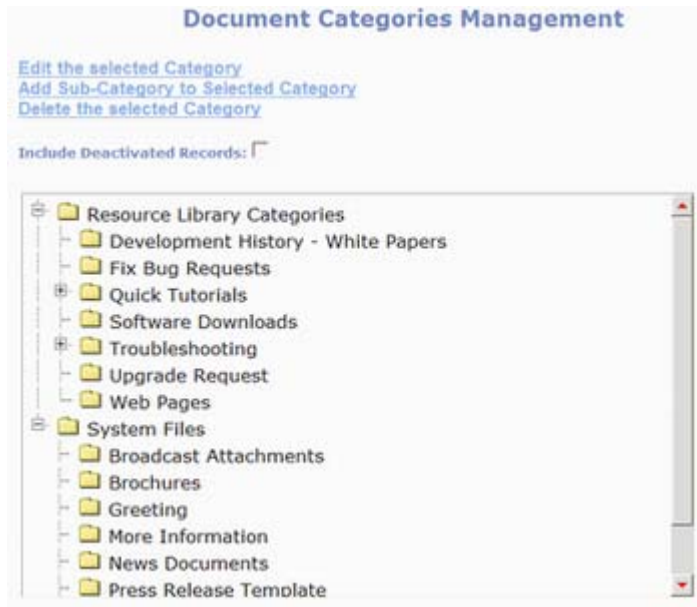 Document Categories Management
Edit the selected Category
Add Sub-Category to Selected Category
Delete the selected Category
Include Deactivated Records:
Resource Library Categories
Development History - White Papers
Fix Bug Requests
Quick Tutorials
Software Downloads
Troubleshooting
Upgrade Request
Web Pages
System Files
Broadcast Attachments
Brochures
Greeting
More Information
News Documents
Press Release Template